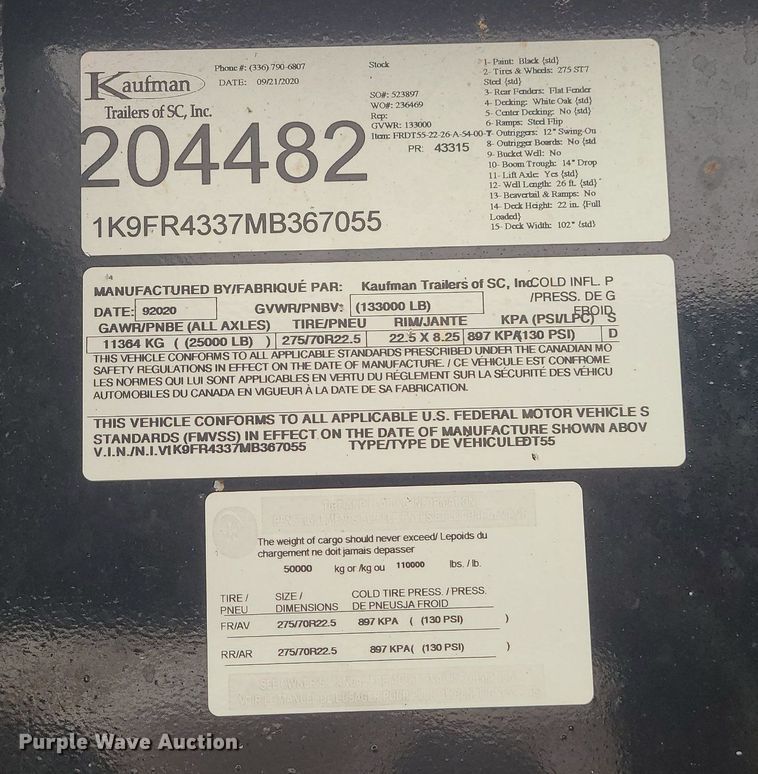 Kaufman
Trailers of SC, Inc.
Phone #: (336) 790-6807
DATE: 09/21/2020
204482
1K9FR4337MB367055
Stock
SO#: 523897
WO#: 236469
Rep:
GVWR: 133000
Item: FRDT55-22-26-A-54-00-T
PR: 43315
1- Paint: Black {std}
2- Tires & Wheels: 275 ST7
Steel {std}
3- Rear Fenders: Flat Fender
4- Decking: White Oak {std}
5- Center Decking: No {std}
6- Ramps: Steel Flip
7- Outriggers: 12" Swing-Ou
8- Outrigger Boards: No {std
9- Bucket Well: No
10- Boom Trough: 14" Drop
11- Lift Axle: Yes {std}
12- Well Length: 26 ft. {std}
13- Beavertail & Ramps: No
14- Deck Height: 22 in. {Full
Loaded}
15- Deck Width: 102" {std}
MANUFACTURED BY/FABRIQUÉ PAR: Kaufman Trailers of SC, Inc
COLD INFL. P
/PRESS. DE G
FROID
DATE: 92020 GVWR/PNBV: (133000 LB)
GAWR/PNBE (ALL AXLES) TIRE/PNEU RIM/JANTE KPA (PSI/LPC) S
11364 KG ( (25000 LB) ) 275/70R22.5 22.5 X 8.25 897 KPA (130 PSI) D
THIS VEHICLE CONFORMS TO ALL APPLICABLE STANDARDS PRESCRIBED UNDER THE CANADIAN MO
SAFETY REGULATIONS IN EFFECT ON THE DATE OF MANUFACTURE. / CE VÉHICULE EST CONFROME
LES NORMES QUI LUI SONT APPLICABLES EN VERTU DU RÉGLEMENT SUR LA SÉCURITÉ DES VÉHICU
AUTOMOBILES DU CANADA EN VIGUEUR À LA DATE DE SA FABRICATION.
THIS VEHICLE CONFORMS TO ALL APPLICABLE U.S. FEDERAL MOTOR VEHICLE S
STANDARDS (FMVSS) IN EFFECT ON THE DATE OF MANUFACTURE SHOWN ABOV
V.I.N./N.I.V 1K9FR4337MB367055 TYPE/TYPE DE VÉHICULE DT55
The weight of cargo should never exceed/ Lepoids du
chargement ne doit jamais depasser
50000 kg or /kg ou 110000 lbs. / lb.
TIRE / PNEU SIZE / DIMENSIONS COLD TIRE PRESS. / PRESS. DE PNEUSJA FROID
FR/AV 275/70R22.5 897 KPA ( (130 PSI) )
RR/AR 275/70R22.5 897 KPA( (130 PSI) )
Purple Wave Auction